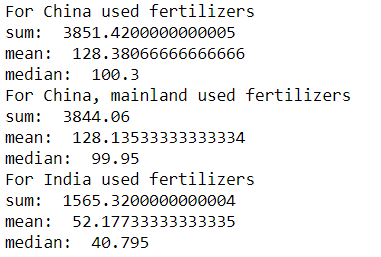 For China used fertilizers
sum:  3851.4200000000005
mean:  128.38066666666666
median:  100.3
For China, mainland used fertilizers
sum:  3844.06
mean:  128.13533333333334
median:  99.95
For India used fertilizers
sum:  1565.3200000000004
mean:  52.17733333333335
median:  40.795